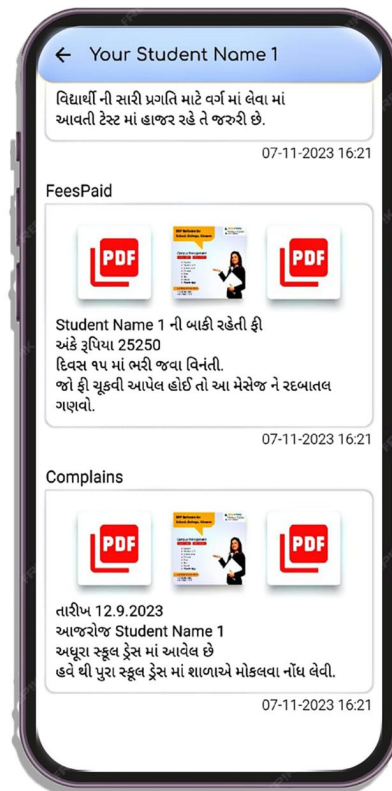 Your Student Name 1
વિદ્યાર્થી ની સારી પ્રગતિ માટે વર્ગ માં લેવા માં
આવતી ટેસ્ટ માં હાજર રહે તે જરુરી છે.
07-11-2023 16:21
FeesPaid
PDF
PDF
Student Name 1 ની બાકી રહેતી ફી
અંકે રૂપિયા 25250
દિવસ ૧૫ માં ભરી જવા વિનંતી.
જો ફી ચૂકવી આપેલ હોઈ તો આ મેસેજ ને રદબાતલ
ગણવો.
07-11-2023 16:21
Complains
PDF
PDF
તારીખ 12.9.2023
આજરોજ Student Name 1
અધૂરા સ્કૂલ ડ્રેસ માં આવેલ છે
હવે થી પુરા સ્કૂલ ડ્રેસ માં શાળાએ મોકલવા નોંધ લેવી.
07-11-2023 16:21